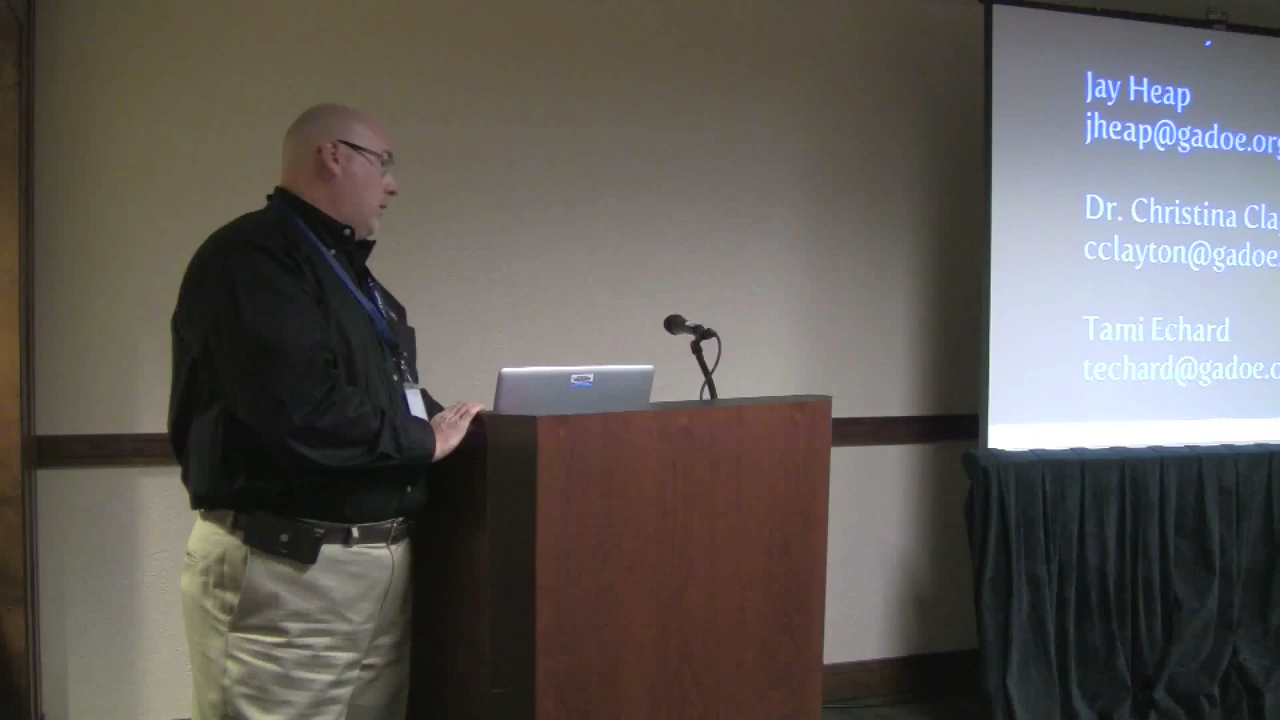 Jay Heap
jheap@gadoe.org
Dr. Christina Cla
cclayton@gadoe.
Tami Echard
techard@gadoe.o